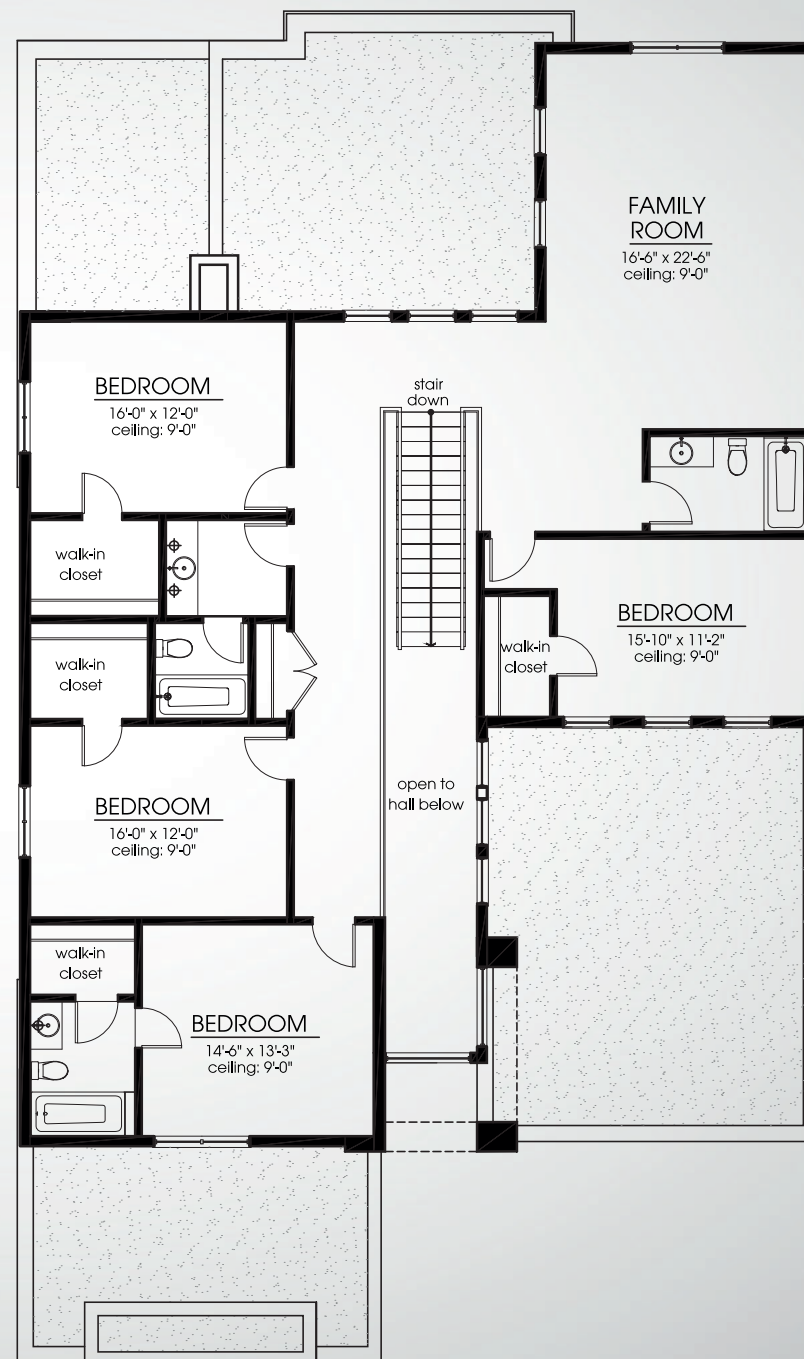 FAMILY
ROOM
16'-6" x 22'-6"
ceiling: 9'-0"
BEDROOM
16'-0" x 12'-0"
ceiling: 9'-0"
stair
down
walk-in
closet
BEDROOM
15'-10" x 11'-2"
ceiling: 9'-0"
walk-in
closet
walk-in
closet
BEDROOM
16'-0" x 12'-0"
ceiling: 9'-0"
open to
hall below
walk-in
closet
BEDROOM
14'-6" x 13'-3"
ceiling: 9'-0"